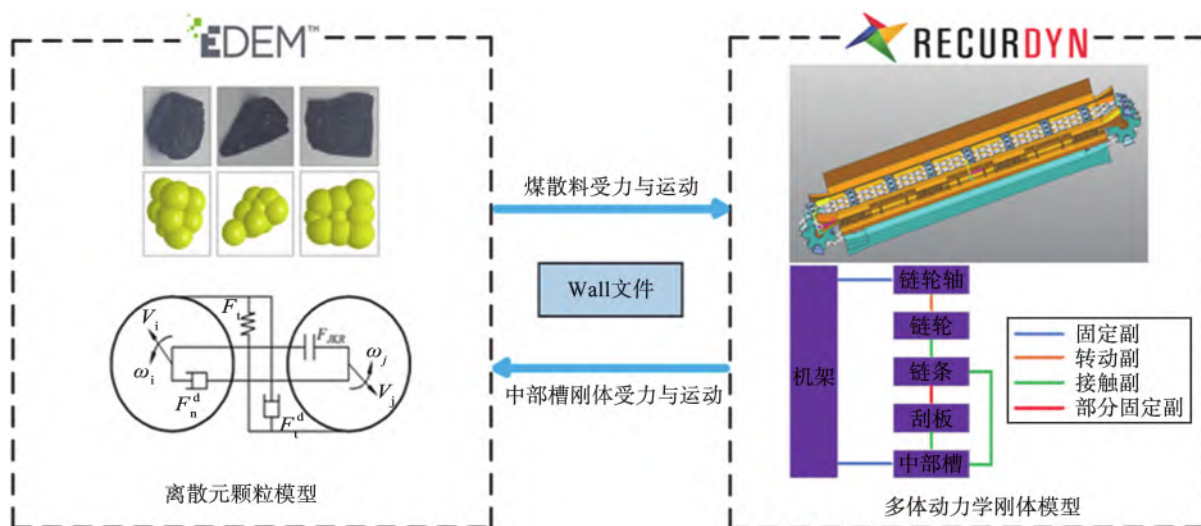 EDEM™
RECURDYN
煤散料受力与运动
Wall文件
中部槽刚体受力与运动
V_i
ω_i
F_t
F_JKR
ω_j
V_j
F_n^d
F_t^d
离散元颗粒模型
机架
链轮轴
链轮
链条
刮板
中部槽
固定副
转动副
接触副
部分固定副
多体动力学刚体模型